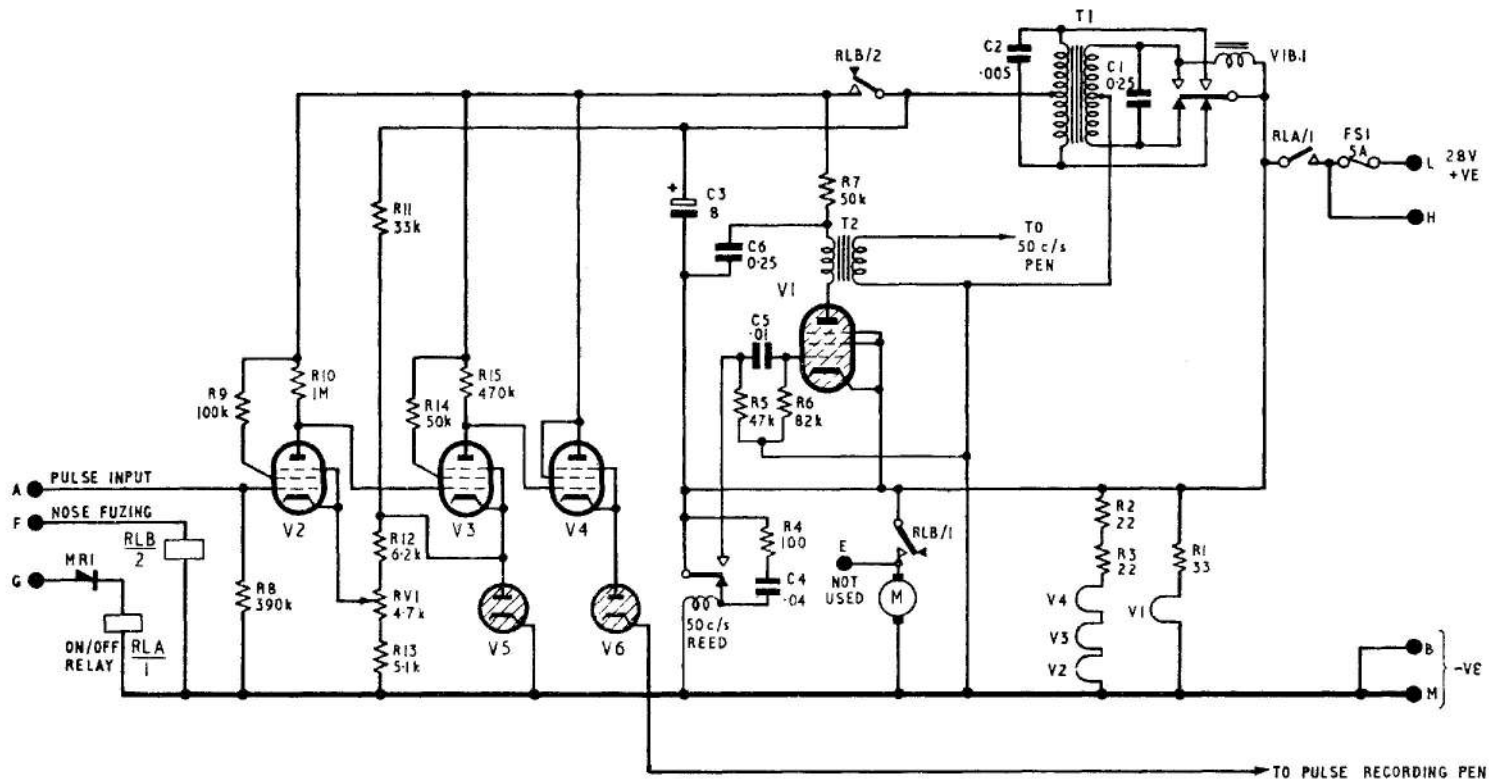 T1
C2
.005
C1
0.25
VIB.1
RLB/2
RLA/1
FS1
5A
L
28V
+VE
H
R7
50k
+
C3
8
R11
33k
T2
TO
50 c/s
PEN
C6
0.25
V1
C5
.01
R10
1M
R9
100k
R15
470k
R14
50k
R5
47k
R6
82k
A
PULSE INPUT
F
NOSE FUZING
V2
V3
V4
RLB
2
G
MR1
R8
390k
R12
6.2k
RV1
4.7k
R13
5.1k
ON/OFF
RELAY
RLA
1
V5
V6
R4
100
C4
.04
50 c/s
REED
RLB/1
E
NOT
USED
M
R2
22
R3
22
R1
33
V4
V3
V2
V1
B
M
-VE
TO PULSE RECORDING PEN